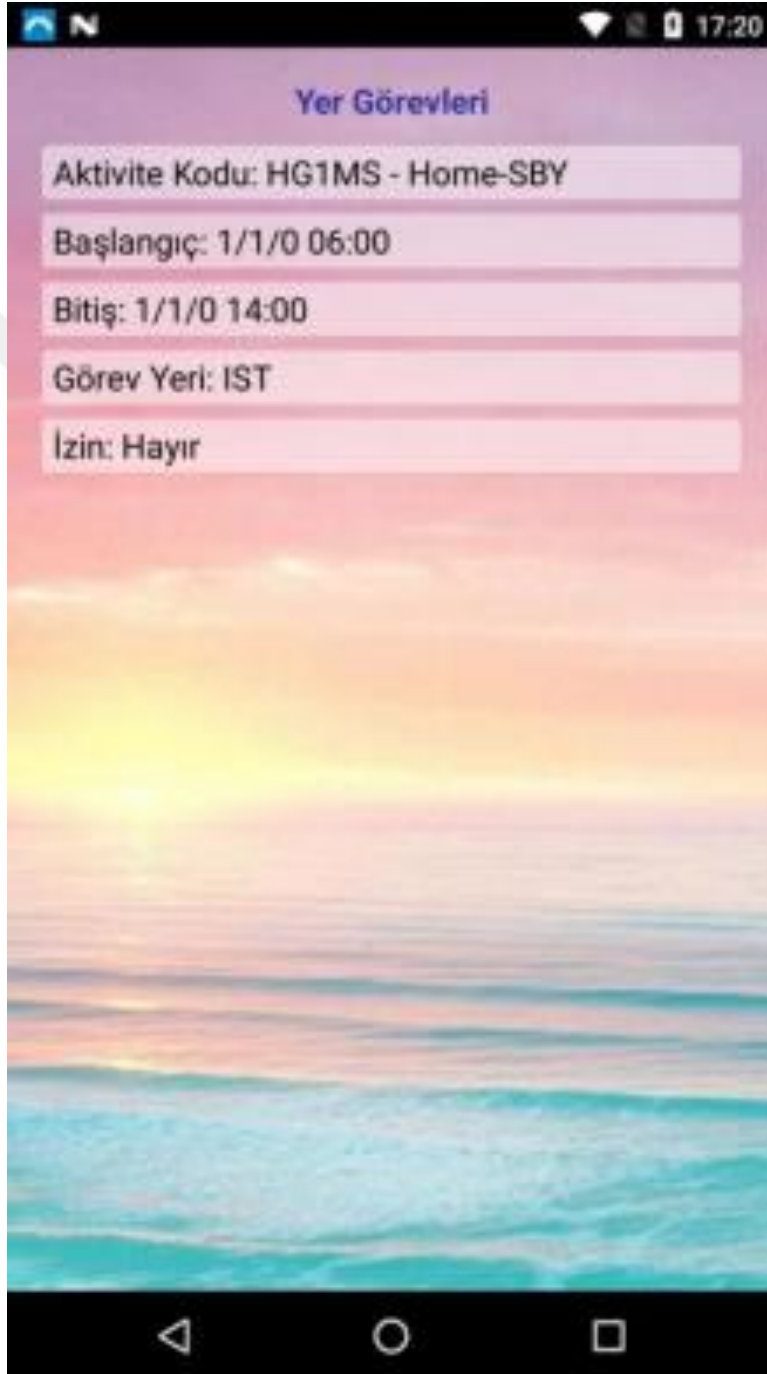 17:20
Yer Görevleri
Aktivite Kodu: HG1MS - Home-SBY
Başlangıç: 1/1/0 06:00
Bitiş: 1/1/0 14:00
Görev Yeri: IST
İzin: Hayır